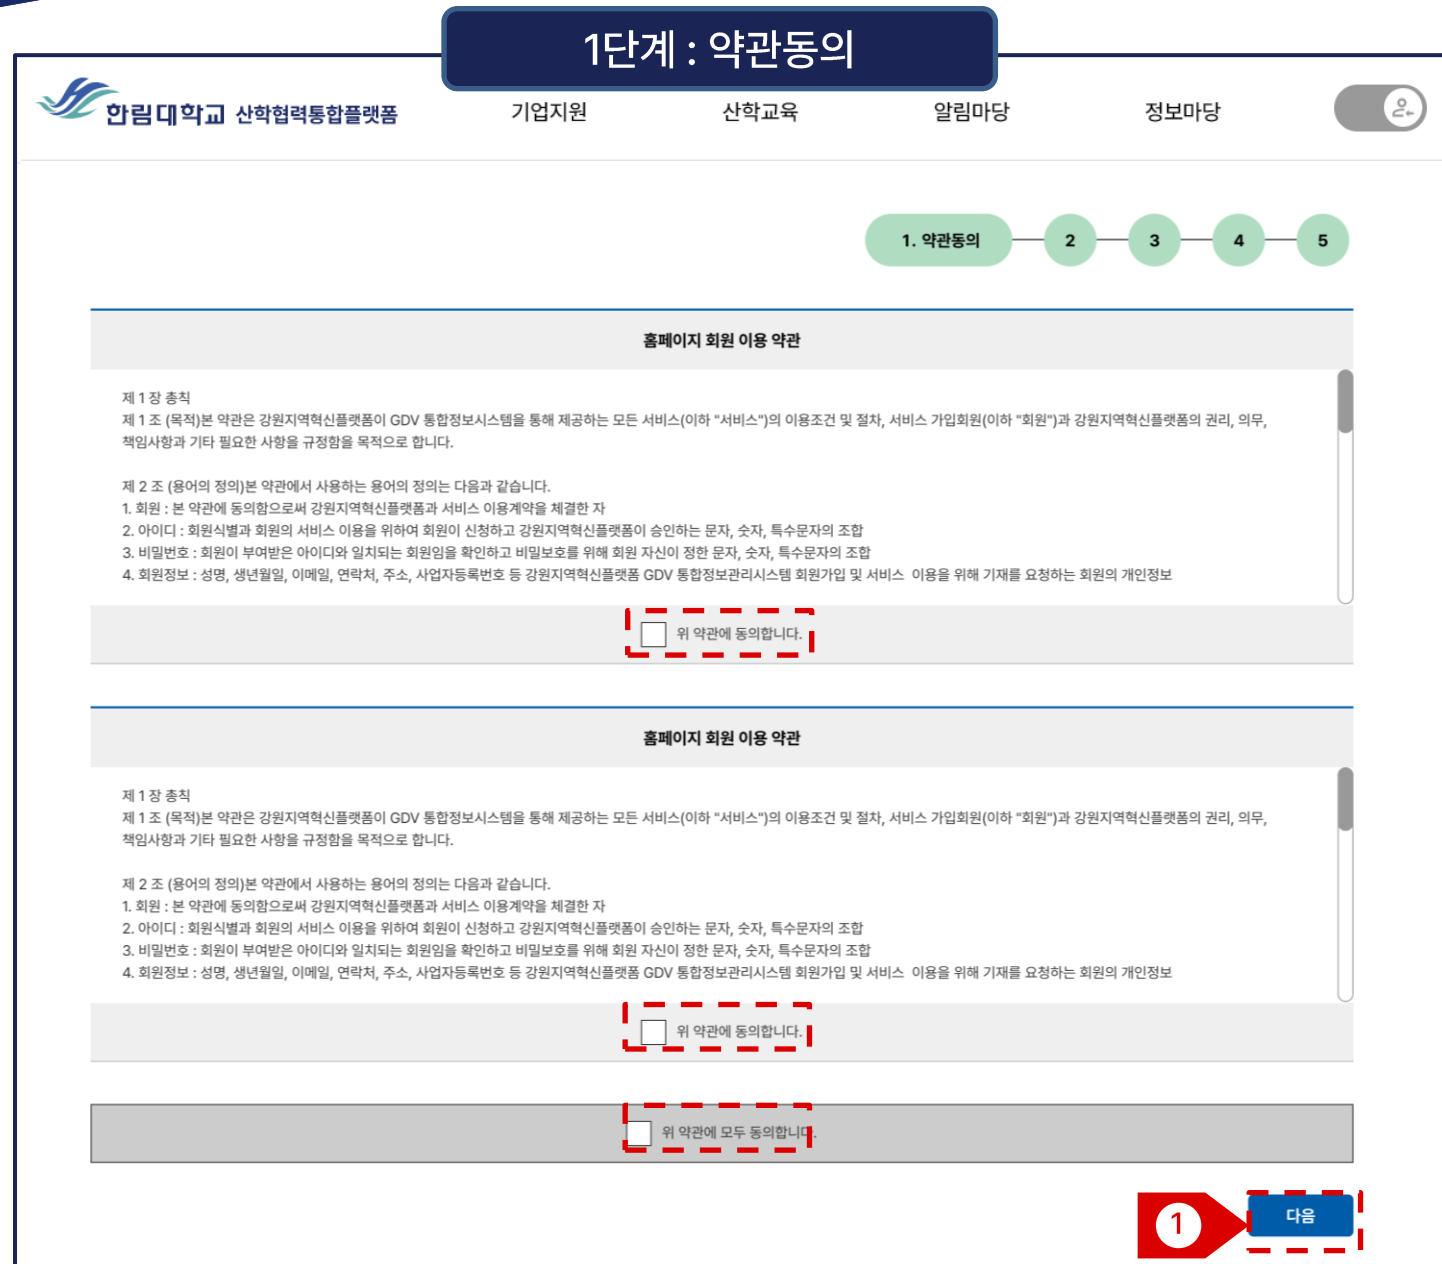 1단계 : 약관동의
한림대학교 산학협력통합플랫폼
기업지원
산학교육
알림마당
정보마당
1. 약관동의
2
3
4
5
홈페이지 회원 이용 약관
제 1 장 총칙
제 1 조 (목적)본 약관은 강원지역혁신플랫폼이 GDV 통합정보시스템을 통해 제공하는 모든 서비스(이하 "서비스")의 이용조건 및 절차, 서비스 가입회원(이하 "회원")과 강원지역혁신플랫폼의 권리, 의무,
책임사항과 기타 필요한 사항을 규정함을 목적으로 합니다.
제 2 조 (용어의 정의)본 약관에서 사용하는 용어의 정의는 다음과 같습니다.
1. 회원 : 본 약관에 동의함으로써 강원지역혁신플랫폼과 서비스 이용계약을 체결한 자
2. 아이디 : 회원식별과 회원의 서비스 이용을 위하여 회원이 신청하고 강원지역혁신플랫폼이 승인하는 문자, 숫자, 특수문자의 조합
3. 비밀번호 : 회원이 부여받은 아이디와 일치되는 회원임을 확인하고 비밀보호를 위해 회원 자신이 정한 문자, 숫자, 특수문자의 조합
4. 회원정보 : 성명, 생년월일, 이메일, 연락처, 주소, 사업자등록번호 등 강원지역혁신플랫폼 GDV 통합정보관리시스템 회원가입 및 서비스 이용을 위해 기재를 요청하는 회원의 개인정보
위 약관에 동의합니다.
홈페이지 회원 이용 약관
제 1 장 총칙
제 1 조 (목적)본 약관은 강원지역혁신플랫폼이 GDV 통합정보시스템을 통해 제공하는 모든 서비스(이하 "서비스")의 이용조건 및 절차, 서비스 가입회원(이하 "회원")과 강원지역혁신플랫폼의 권리, 의무,
책임사항과 기타 필요한 사항을 규정함을 목적으로 합니다.
제 2 조 (용어의 정의)본 약관에서 사용하는 용어의 정의는 다음과 같습니다.
1. 회원 : 본 약관에 동의함으로써 강원지역혁신플랫폼과 서비스 이용계약을 체결한 자
2. 아이디 : 회원식별과 회원의 서비스 이용을 위하여 회원이 신청하고 강원지역혁신플랫폼이 승인하는 문자, 숫자, 특수문자의 조합
3. 비밀번호 : 회원이 부여받은 아이디와 일치되는 회원임을 확인하고 비밀보호를 위해 회원 자신이 정한 문자, 숫자, 특수문자의 조합
4. 회원정보 : 성명, 생년월일, 이메일, 연락처, 주소, 사업자등록번호 등 강원지역혁신플랫폼 GDV 통합정보관리시스템 회원가입 및 서비스 이용을 위해 기재를 요청하는 회원의 개인정보
위 약관에 동의합니다.
위 약관에 모두 동의합니다.
1
다음